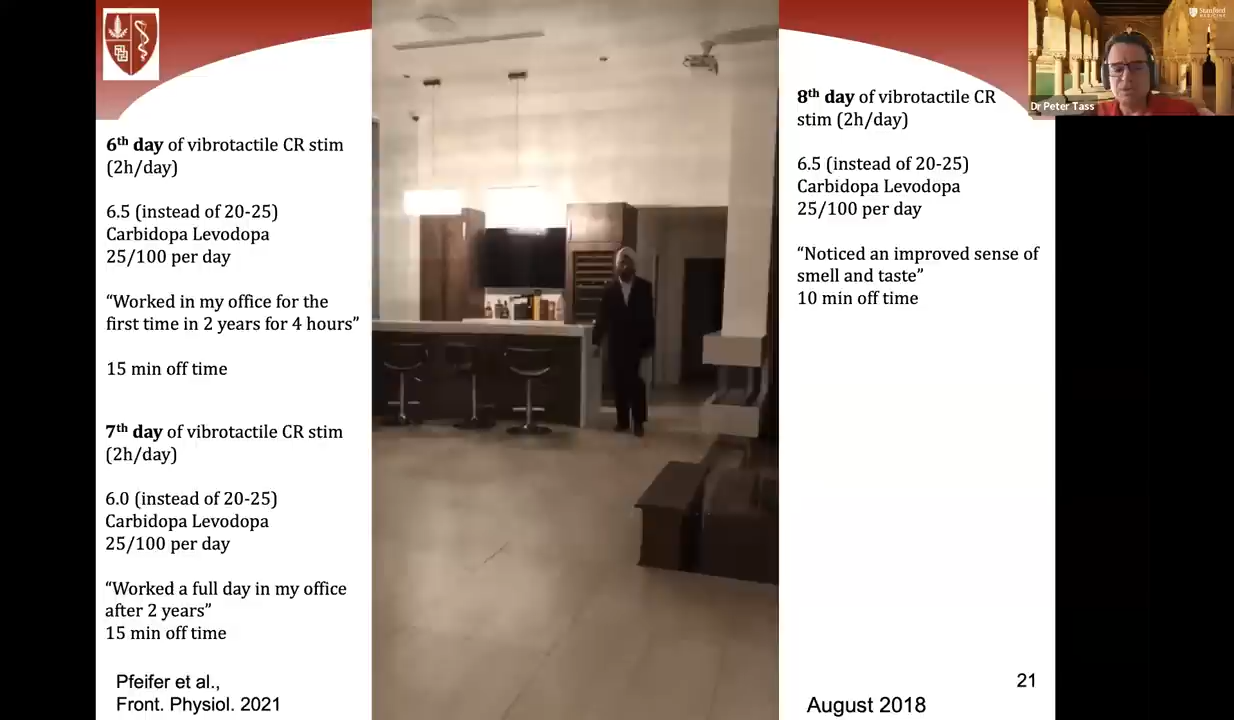 6th day of vibrotactile CR stim
(2h/day)
6.5 (instead of 20-25)
Carbidopa Levodopa
25/100 per day
“Worked in my office for the
first time in 2 years for 4 hours”
15 min off time
7th day of vibrotactile CR stim
(2h/day)
6.0 (instead of 20-25)
Carbidopa Levodopa
25/100 per day
“Worked a full day in my office
after 2 years”
15 min off time
Pfeifer et al.,
Front. Physiol. 2021
8th day of vibrotactile CR
stim (2h/day)
6.5 (instead of 20-25)
Carbidopa Levodopa
25/100 per day
“Noticed an improved sense of
smell and taste”
10 min off time
21
August 2018
Stanford
MEDICINE
Dr Peter Tass